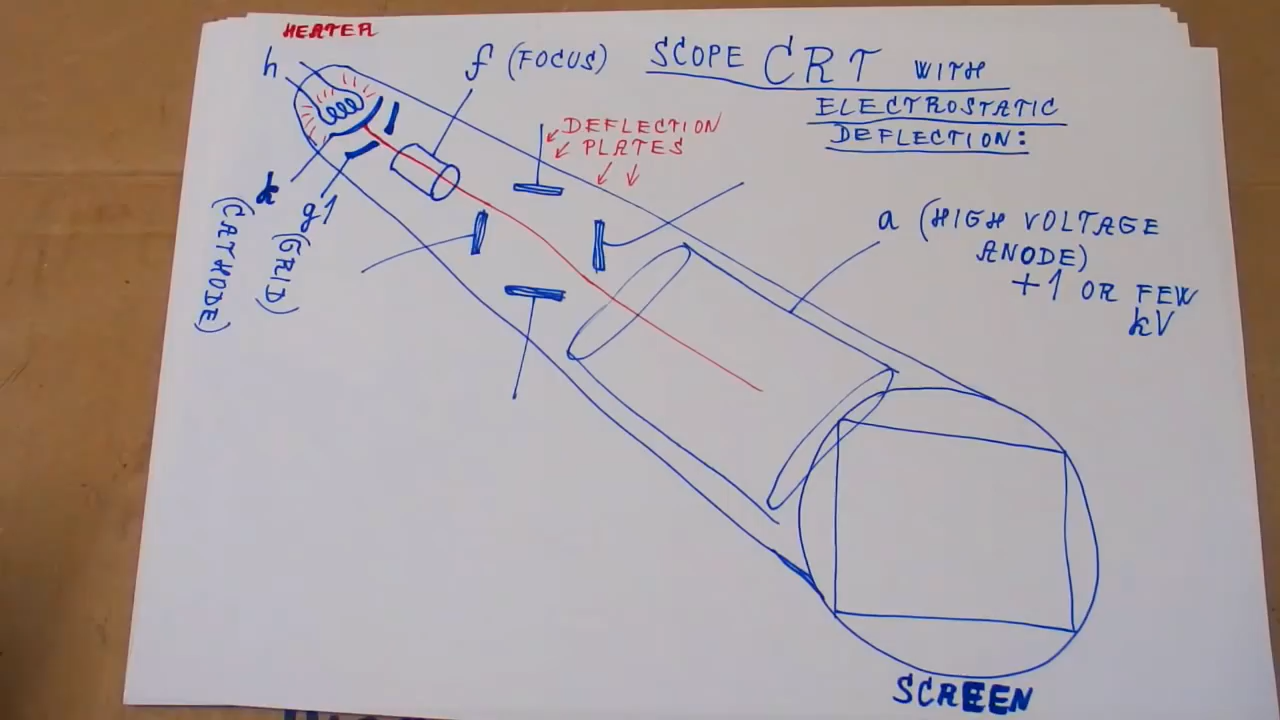 HEATER
h
f (FOCUS)
SCOPE CRT WITH
ELECTROSTATIC
DEFLECTION:
DEFLECTION
PLATES
k
(CATHODE)
g1
(GRID)
a (HIGH VOLTAGE
ANODE)
+1 OR FEW
kV
SCREEN